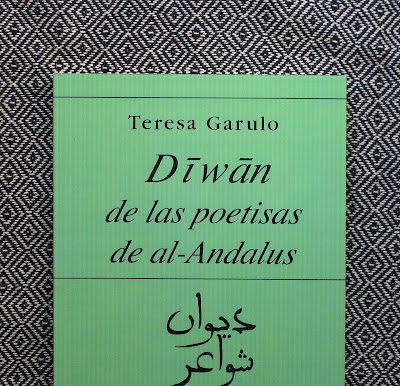 Teresa Garulo
Dīwān
de las poetisas
de al-Andalus
ديوان
شواعر